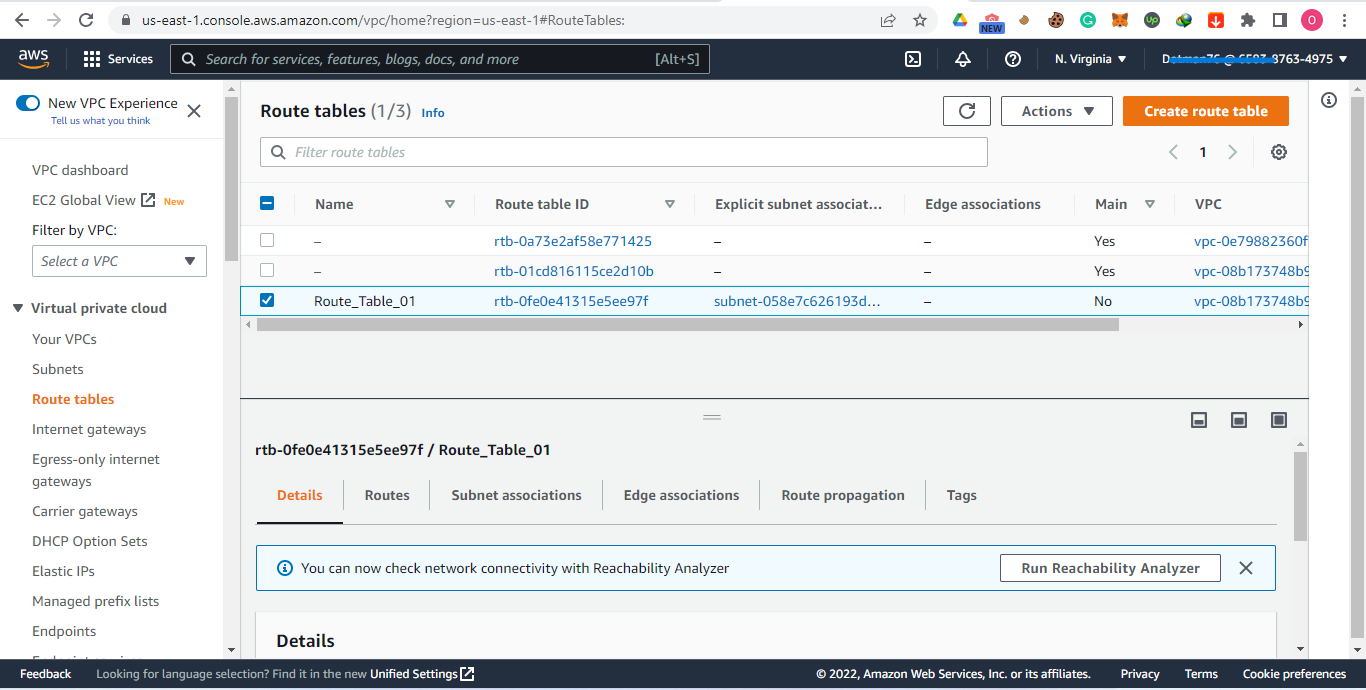 us-east-1.console.aws.amazon.com/vpc/home?region=us-east-1#RouteTables:
NEW
Up
O
aws
Services
Search for services, features, blogs, docs, and more
[Alt+S]
N. Virginia
8763-4975
New VPC Experience
Tell us what you think
VPC dashboard
EC2 Global View New
Filter by VPC:
Select a VPC
Virtual private cloud
Your VPCs
Subnets
Route tables
Internet gateways
Egress-only internet
gateways
Carrier gateways
DHCP Option Sets
Elastic IPs
Managed prefix lists
Endpoints
Route tables (1/3) Info
Actions
Create route table
Filter route tables
1
Name Route table ID Explicit subnet associat... Edge associations Main VPC
– rtb-0a73e2af58e771425 – – Yes vpc-0e79882360f
– rtb-01cd816115ce2d10b – – Yes vpc-08b173748b9
Route_Table_01 rtb-0fe0e41315e5ee97f subnet-058e7c626193d... – No vpc-08b173748b9
rtb-0fe0e41315e5ee97f / Route_Table_01
Details Routes Subnet associations Edge associations Route propagation Tags
You can now check network connectivity with Reachability Analyzer
Run Reachability Analyzer
Details
Feedback
Looking for language selection? Find it in the new Unified Settings
© 2022, Amazon Web Services, Inc. or its affiliates.
Privacy Terms Cookie preferences